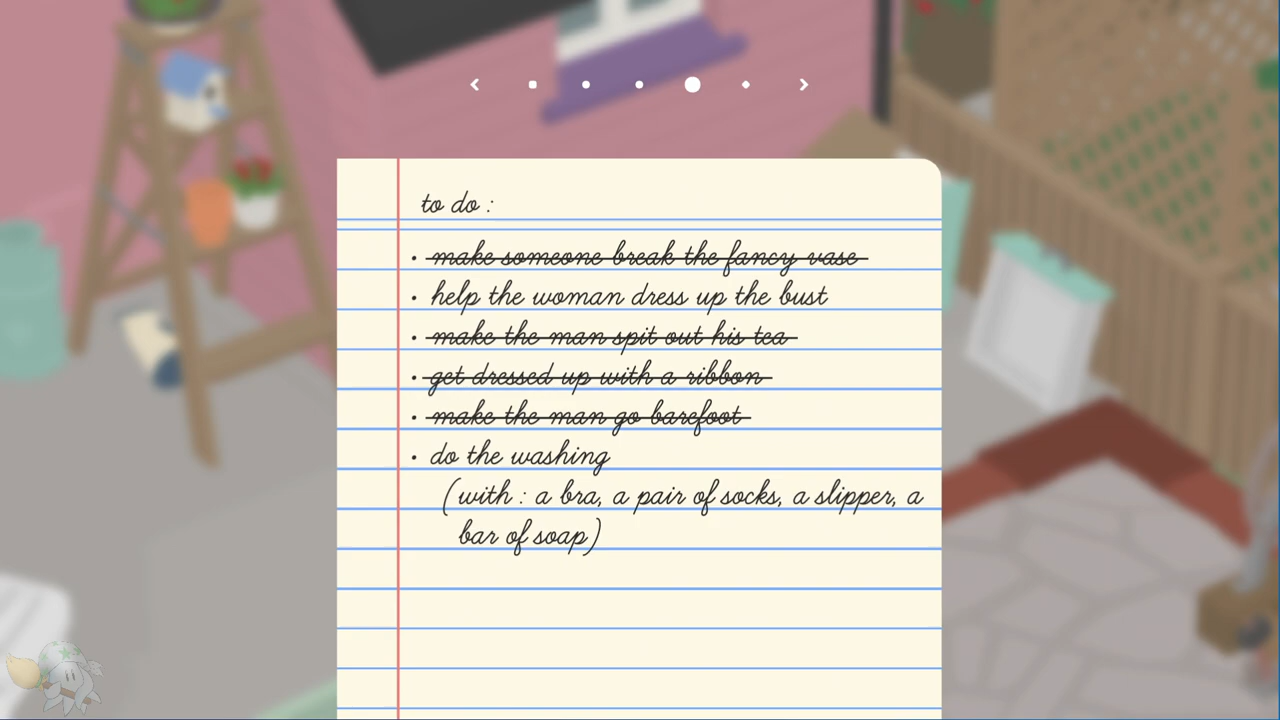 to do :
• make someone break the fancy vase
• help the woman dress up the bust
• make the man spit out his tea
• get dressed up with a ribbon
• make the man go barefoot
• do the washing
(with : a bra, a pair of socks, a slipper, a
bar of soap)